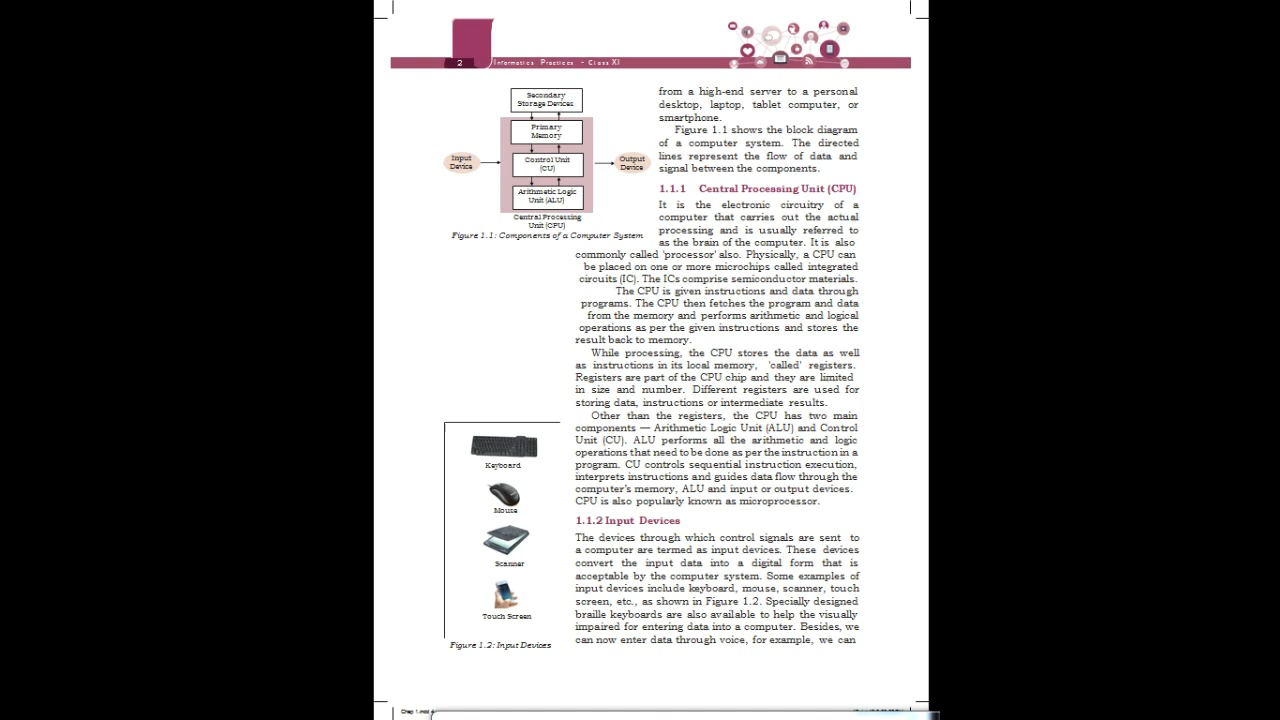 2
Informatics Practices - Class XI
Secondary
Storage Devices
Primary
Memory
Input
Device
Control Unit
(CU)
Output
Device
Arithmetic Logic
Unit (ALU)
Central Processing
Unit (CPU)
Figure 1.1: Components of a Computer System
from a high-end server to a personal
desktop, laptop, tablet computer, or
smartphone.
Figure 1.1 shows the block diagram
of a computer system. The directed
lines represent the flow of data and
signal between the components.
1.1.1 Central Processing Unit (CPU)
It is the electronic circuitry of a
computer that carries out the actual
processing and is usually referred to
as the brain of the computer. It is also
commonly called 'processor' also. Physically, a CPU can
be placed on one or more microchips called integrated
circuits (IC). The ICs comprise semiconductor materials.
The CPU is given instructions and data through
programs. The CPU then fetches the program and data
from the memory and performs arithmetic and logical
operations as per the given instructions and stores the
result back to memory.
While processing, the CPU stores the data as well
as instructions in its local memory, 'called' registers.
Registers are part of the CPU chip and they are limited
in size and number. Different registers are used for
storing data, instructions or intermediate results.
Other than the registers, the CPU has two main
components — Arithmetic Logic Unit (ALU) and Control
Unit (CU). ALU performs all the arithmetic and logic
operations that need to be done as per the instruction in a
program. CU controls sequential instruction execution,
interprets instructions and guides data flow through the
computer's memory, ALU and input or output devices.
CPU is also popularly known as microprocessor.
1.1.2 Input Devices
The devices through which control signals are sent to
a computer are termed as input devices. These devices
convert the input data into a digital form that is
acceptable by the computer system. Some examples of
input devices include keyboard, mouse, scanner, touch
screen, etc., as shown in Figure 1.2. Specially designed
braille keyboards are also available to help the visually
impaired for entering data into a computer. Besides, we
can now enter data through voice, for example, we can
Keyboard
Mouse
Scanner
Touch Screen
Figure 1.2: Input Devices